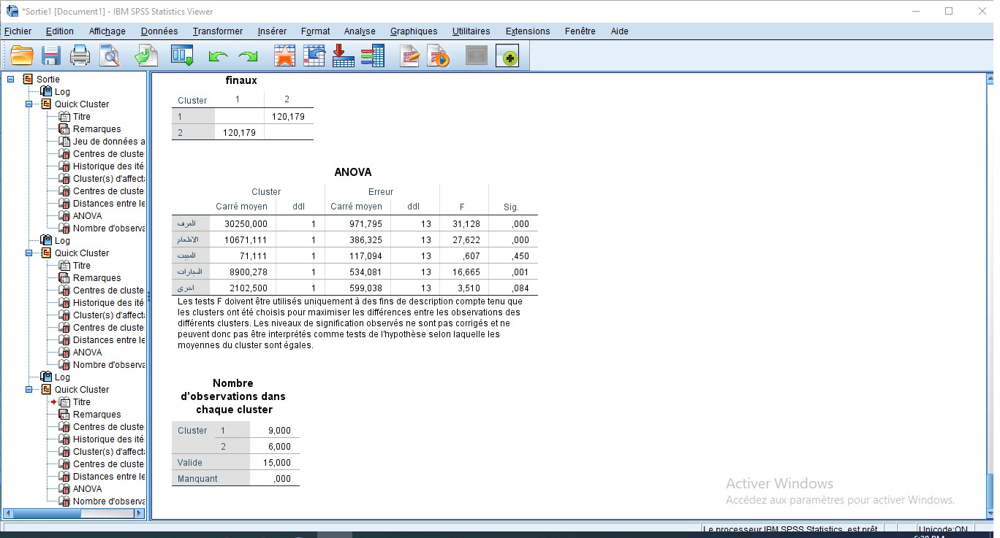 *Sortie1 [Document1] - IBM SPSS Statistics Viewer
Fichier Edition Affichage Données Transformer Insérer Format Analyse Graphiques Utilitaires Extensions Fenêtre Aide
Sortie
Log
Quick Cluster
Titre
Remarques
Jeu de données a
Centres de cluste
Historique des ité
Cluster(s) d'affecta
Centres de cluste
Distances entre le
ANOVA
Nombre d'observa
Log
Quick Cluster
Titre
Remarques
Centres de cluste
Historique des ité
Cluster(s) d'affecta
Centres de cluste
Distances entre le
ANOVA
Nombre d'observa
Log
Quick Cluster
Titre
Remarques
Centres de cluste
Historique des ité
Cluster(s) d'affecta
Centres de cluste
Distances entre le
ANOVA
Nombre d'observa
finaux
Cluster 1 2
1 120,179
2 120,179
ANOVA
Cluster Erreur
Carré moyen ddl Carré moyen ddl F Sig.
الغرف 30250,000 1 971,795 13 31,128 ,000
الاطعام 10671,111 1 386,325 13 27,622 ,000
المبيت 71,111 1 117,094 13 ,607 ,450
السيارات 8900,278 1 534,081 13 16,665 ,001
اخرى 2102,500 1 599,038 13 3,510 ,084
Les tests F doivent être utilisés uniquement à des fins de description compte tenu que
les clusters ont été choisis pour maximiser les différences entre les observations des
différents clusters. Les niveaux de signification observés ne sont pas corrigés et ne
peuvent donc pas être interprétés comme tests de l'hypothèse selon laquelle les
moyennes du cluster sont égales.
Nombre
d'observations dans
chaque cluster
Cluster 1 9,000
2 6,000
Valide 15,000
Manquant ,000
Activer Windows
Accédez aux paramètres pour activer Windows.
Le processeur IBM SPSS Statistics est prêt
Unicode:ON